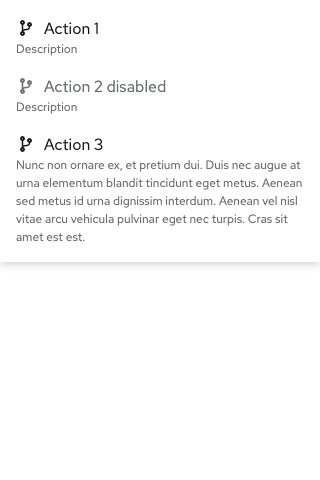 Action 1
Description
Action 2 disabled
Description
Action 3
Nunc non ornare ex, et pretium dui. Duis nec augue at
urna elementum blandit tincidunt eget metus. Aenean
sed metus id urna dignissim interdum. Aenean vel nisl
vitae arcu vehicula pulvinar eget nec turpis. Cras sit
amet est est.